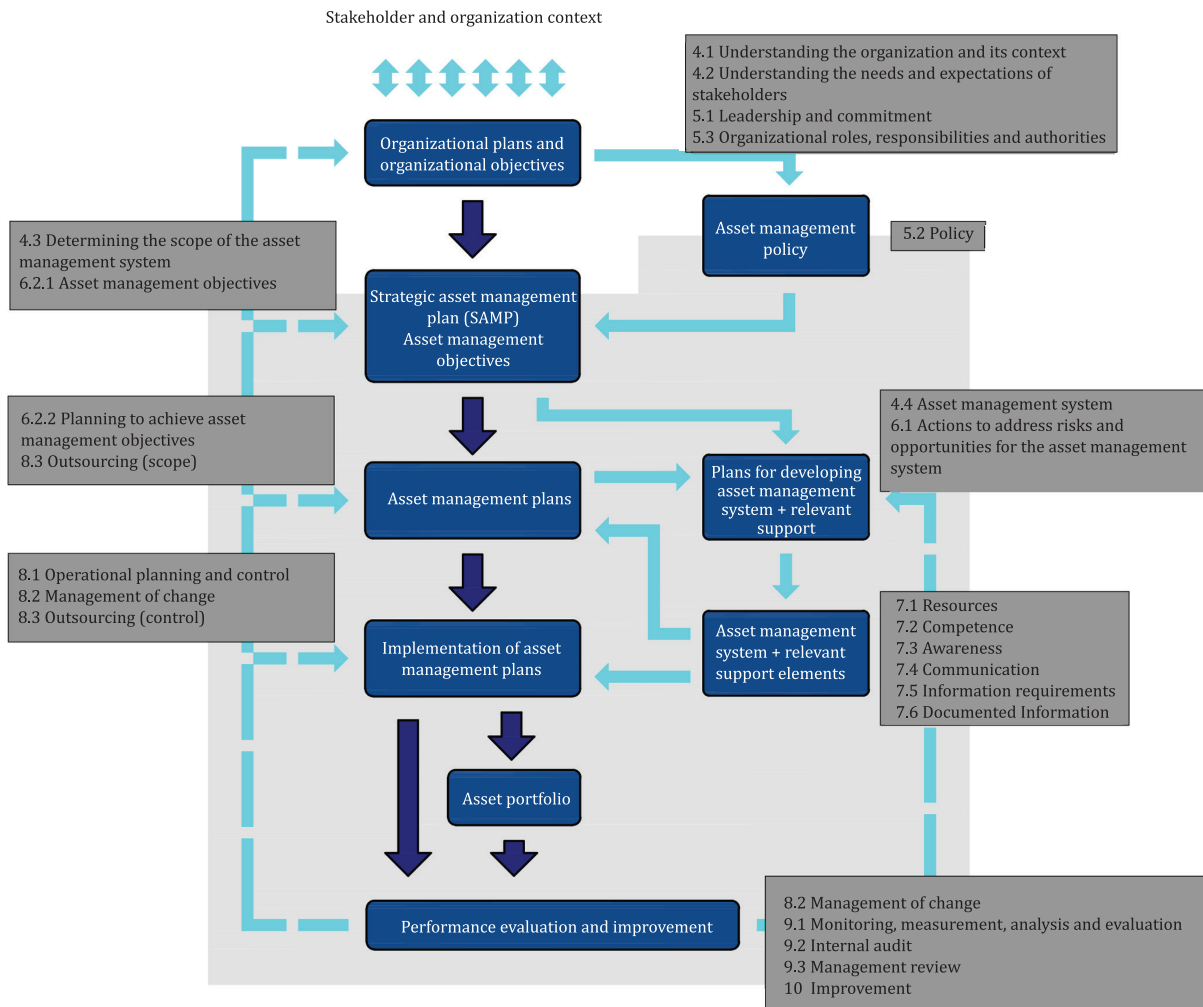 Stakeholder and organization context
4.1 Understanding the organization and its context
4.2 Understanding the needs and expectations of
stakeholders
5.1 Leadership and commitment
5.3 Organizational roles, responsibilities and authorities
Organizational plans and
organizational objectives
Asset management
policy
5.2 Policy
4.3 Determining the scope of the asset
management system
6.2.1 Asset management objectives
Strategic asset management
plan (SAMP)
Asset management
objectives
6.2.2 Planning to achieve asset
management objectives
8.3 Outsourcing (scope)
4.4 Asset management system
6.1 Actions to address risks and
opportunities for the asset management
system
Asset management plans
Plans for developing
asset management
system + relevant
support
8.1 Operational planning and control
8.2 Management of change
8.3 Outsourcing (control)
Implementation of asset
management plans
Asset management
system + relevant
support elements
7.1 Resources
7.2 Competence
7.3 Awareness
7.4 Communication
7.5 Information requirements
7.6 Documented Information
Asset portfolio
Performance evaluation and improvement
8.2 Management of change
9.1 Monitoring, measurement, analysis and evaluation
9.2 Internal audit
9.3 Management review
10 Improvement